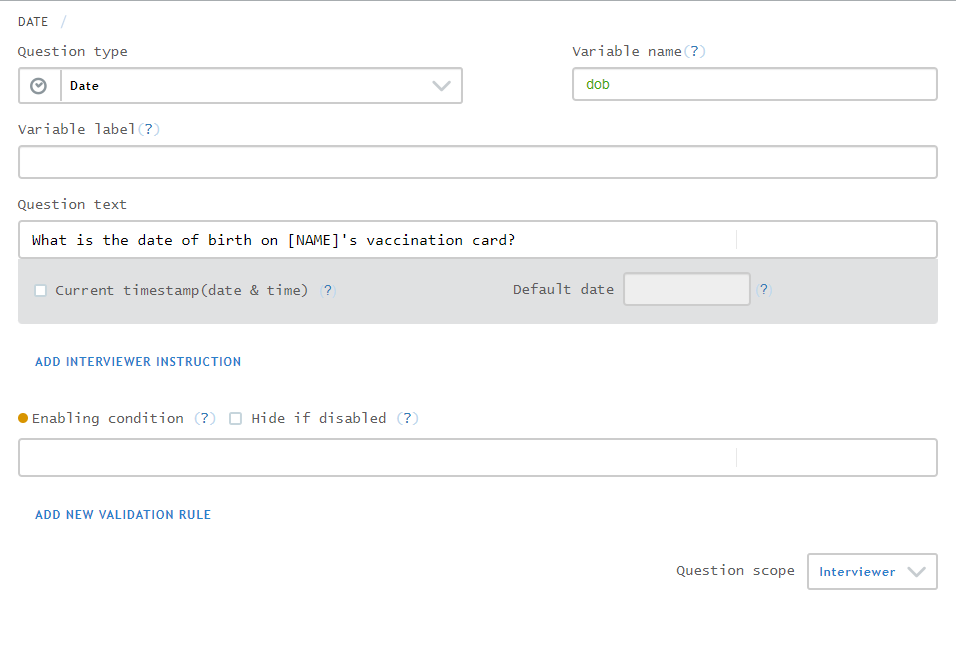 DATE /
Question type
Variable name(?)
Date
dob
Variable label(?)
Question text
What is the date of birth on [NAME]'s vaccination card?
Current timestamp(date & time) (?)
Default date (?)
ADD INTERVIEWER INSTRUCTION
Enabling condition (?) Hide if disabled (?)
ADD NEW VALIDATION RULE
Question scope Interviewer